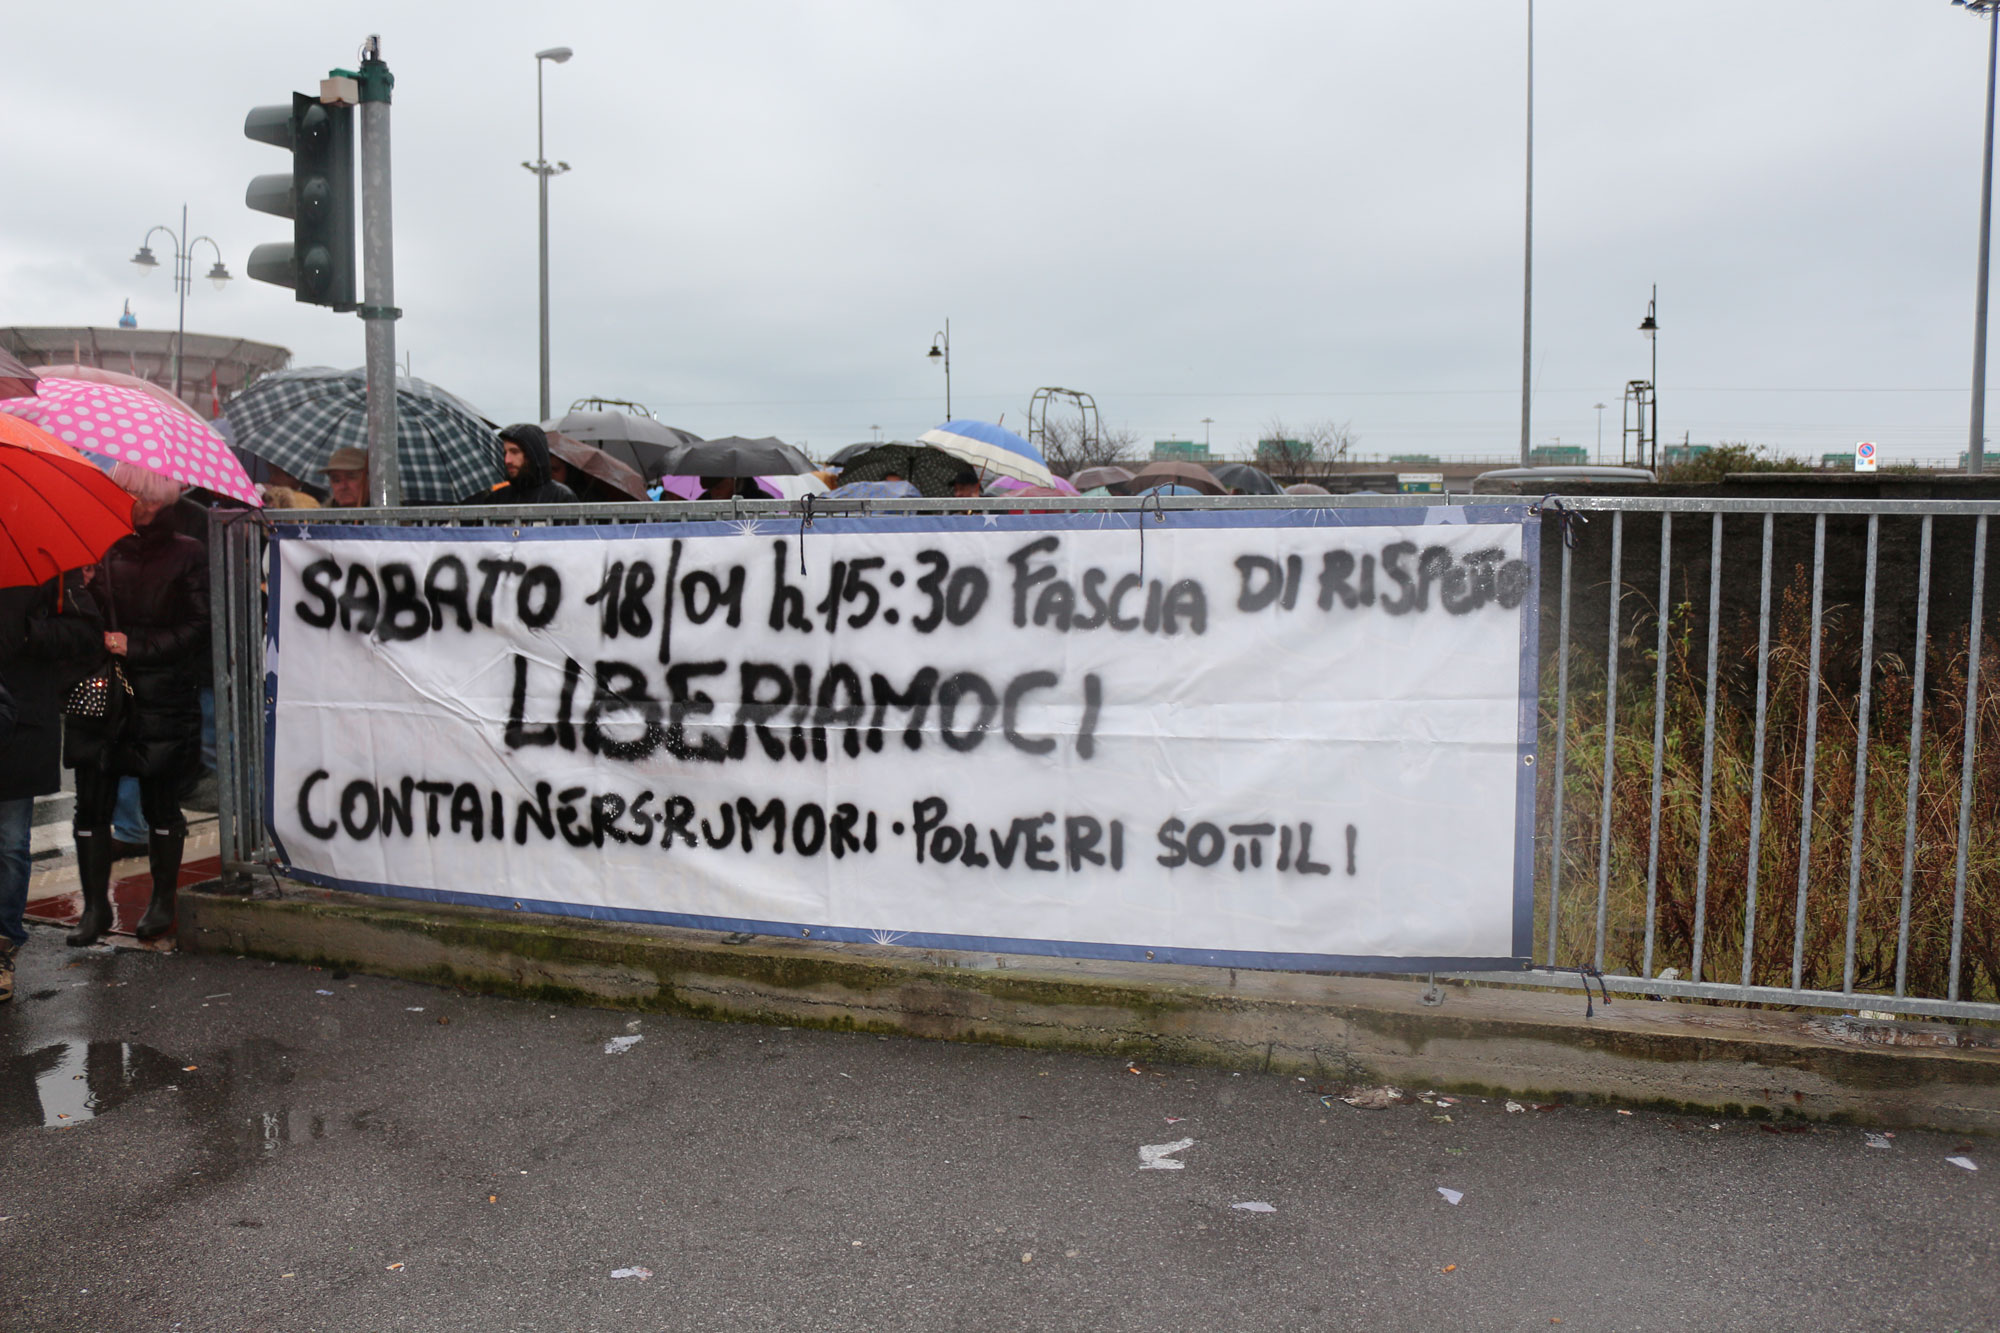 SABATO 18/01 h.15:30 FASCIA DI RISPETTO
LIBERIAMOCI
CONTAINERS·RUMORI·POLVERI SOTTILI